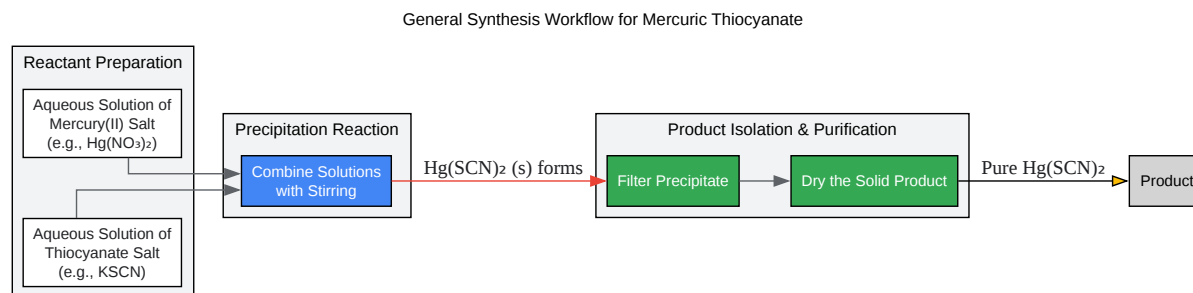 General Synthesis Workflow for Mercuric Thiocyanate
Reactant Preparation
Aqueous Solution of
Mercury(II) Salt
(e.g., Hg(NO₃)₂)
Aqueous Solution of
Thiocyanate Salt
(e.g., KSCN)
Precipitation Reaction
Combine Solutions
with Stirring
Hg(SCN)₂ (s) forms
Product Isolation & Purification
Filter Precipitate
Dry the Solid Product
Pure Hg(SCN)₂
Product